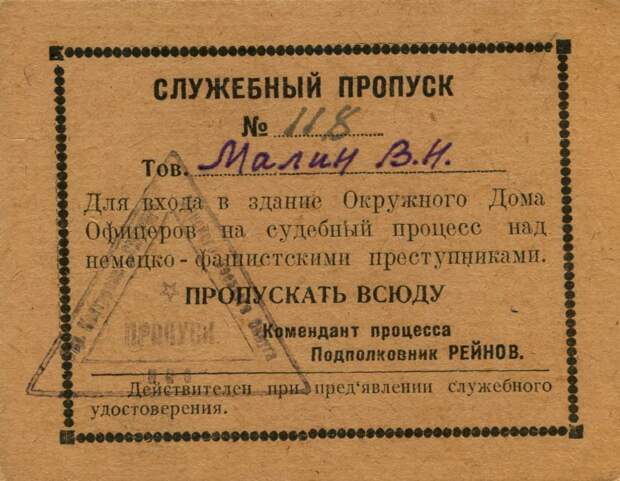 СЛУЖЕБНЫЙ ПРОПУСК
№ 118
Тов. Малин В.Н.
Для входа в здание Окружного Дома
Офицеров на судебный процесс над
немецко-фашистскими преступниками.
ПРОПУСКАТЬ ВСЮДУ
Комендант процесса
Подполковник РЕЙНОВ.
Действителен при пред‘явлении служебного
удостоверения.
ПРОПУСК